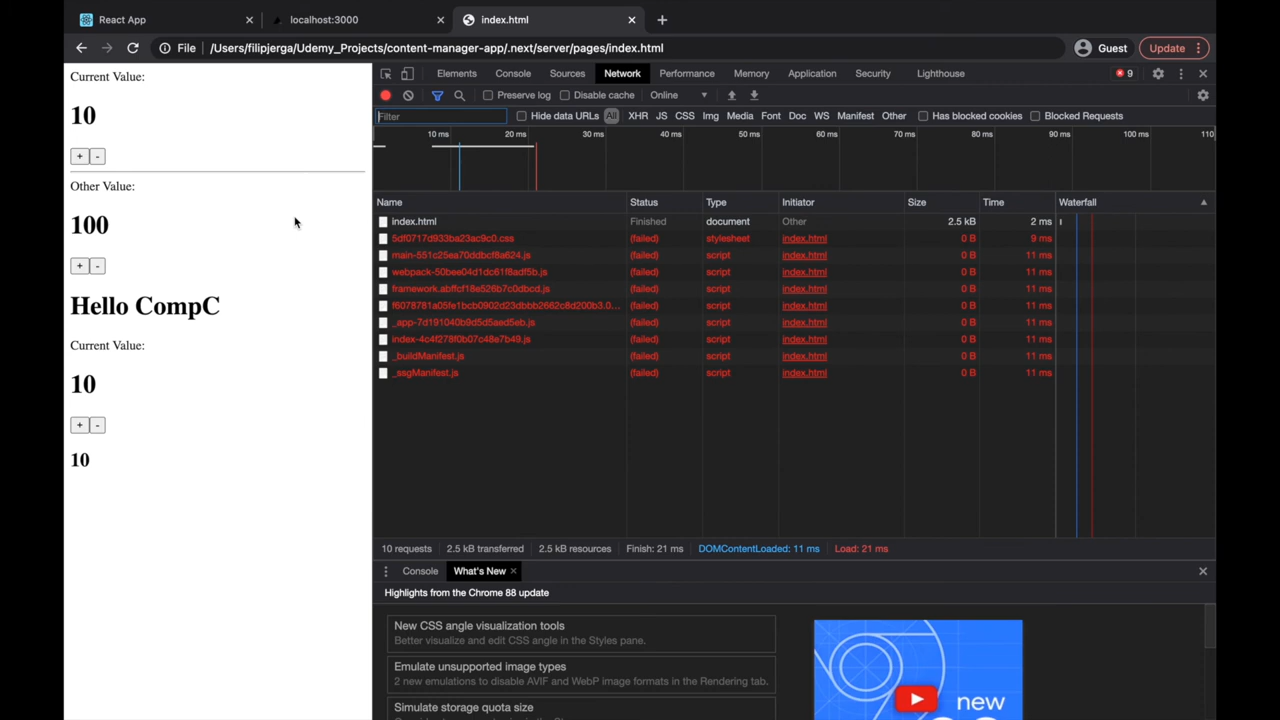 React App
localhost:3000
index.html
File /Users/filipjerga/Udemy_Projects/content-manager-app/.next/server/pages/index.html
Guest
Update
Current Value:
10
+ -
Other Value:
100
+ -
Hello CompC
Current Value:
10
+ -
10
Elements Console Sources Network Performance Memory Application Security Lighthouse 9
Preserve log Disable cache Online
Filter Hide data URLs All XHR JS CSS Img Media Font Doc WS Manifest Other Has blocked cookies Blocked Requests
10 ms 20 ms 30 ms 40 ms 50 ms 60 ms 70 ms 80 ms 90 ms 100 ms 110
Name Status Type Initiator Size Time Waterfall
index.html Finished document Other 2.5 kB 2 ms
5df0717d933ba23ac9c0.css (failed) stylesheet index.html 0 B 9 ms
main-551c25ea70ddbcf8a624.js (failed) script index.html 0 B 11 ms
webpack-50bee04d1dc61f8adf5b.js (failed) script index.html 0 B 11 ms
framework.abffcf18e526b7c0dbcd.js (failed) script index.html 0 B 11 ms
f6078781a05fe1bcb0902d23dbbb2662c8d200b3.0... (failed) script index.html 0 B 11 ms
_app-7d191040b9d5d5aed5eb.js (failed) script index.html 0 B 11 ms
index-4c4f278f0b07c48e7b49.js (failed) script index.html 0 B 11 ms
_buildManifest.js (failed) script index.html 0 B 11 ms
_ssgManifest.js (failed) script index.html 0 B 11 ms
10 requests 2.5 kB transferred 2.5 kB resources Finish: 21 ms DOMContentLoaded: 11 ms Load: 21 ms
Console What's New
Highlights from the Chrome 88 update
New CSS angle visualization tools
Better visualize and edit CSS angle in the Styles pane.
Emulate unsupported image types
2 new emulations to disable AVIF and WebP image formats in the Rendering tab.
Simulate storage quota size
new